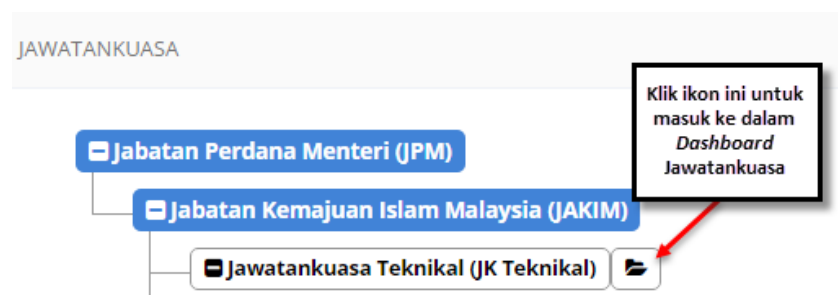 JAWATANKUASA
Klik ikon ini untuk
masuk ke dalam
Dashboard
Jawatankuasa
Jabatan Perdana Menteri (JPM)
Jabatan Kemajuan Islam Malaysia (JAKIM)
Jawatankuasa Teknikal (JK Teknikal)